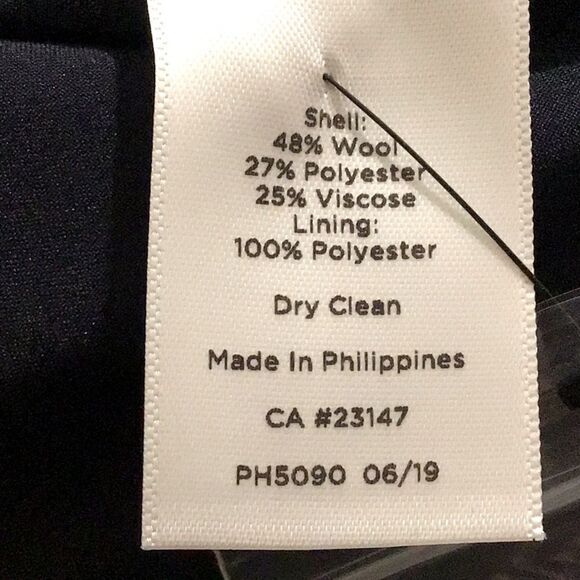 Shell:
48% Wool
27% Polyester
25% Viscose
Lining:
100% Polyester
Dry Clean
Made In Philippines
CA #23147
PH5090 06/19